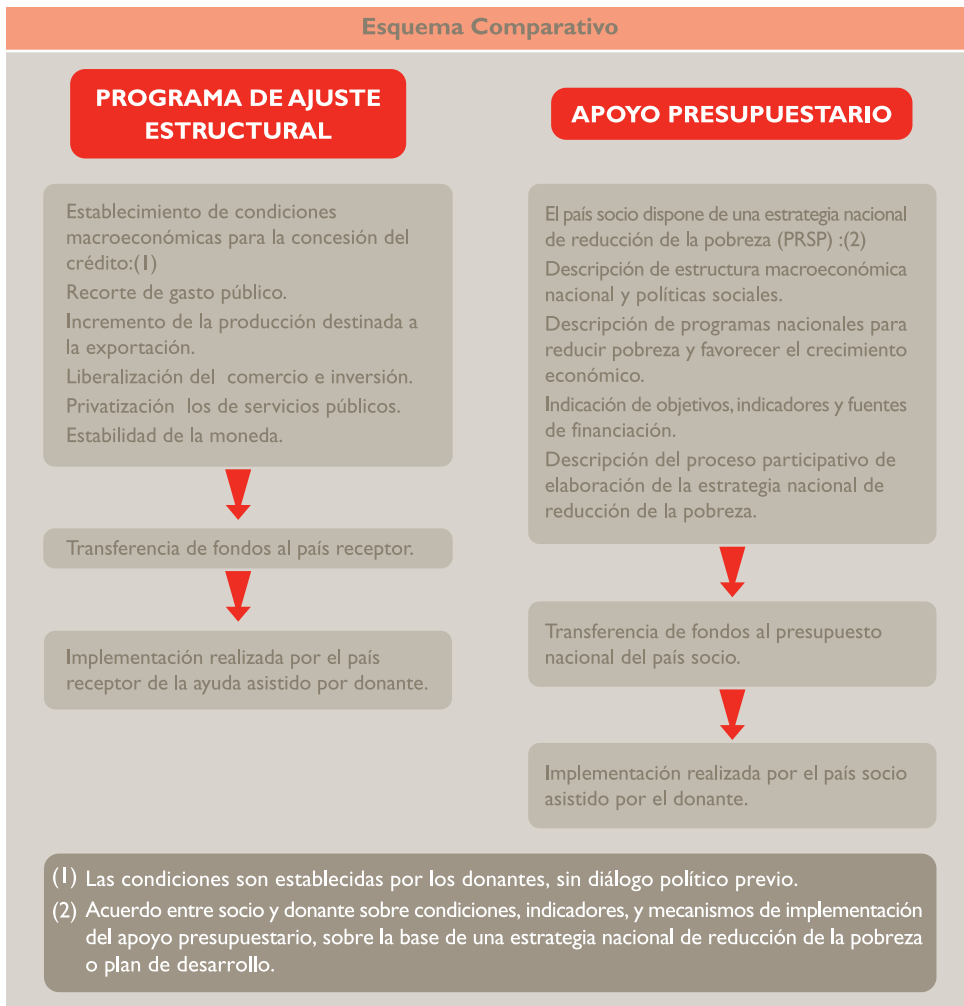 Esquema Comparativo
PROGRAMA DE AJUSTE
ESTRUCTURAL
Establecimiento de condiciones
macroeconómicas para la concesión del
crédito:(1)
Recorte de gasto público.
Incremento de la producción destinada a
la exportación.
Liberalización del comercio e inversión.
Privatización los de servicios públicos.
Estabilidad de la moneda.
Transferencia de fondos al país receptor.
Implementación realizada por el país
receptor de la ayuda asistido por donante.
APOYO PRESUPUESTARIO
El país socio dispone de una estrategia nacional
de reducción de la pobreza (PRSP) :(2)
Descripción de estructura macroeconómica
nacional y políticas sociales.
Descripción de programas nacionales para
reducir pobreza y favorecer el crecimiento
económico.
Indicación de objetivos, indicadores y fuentes
de financiación.
Descripción del proceso participativo de
elaboración de la estrategia nacional de
reducción de la pobreza.
Transferencia de fondos al presupuesto
nacional del país socio.
Implementación realizada por el país socio
asistido por el donante.
(1) Las condiciones son establecidas por los donantes, sin diálogo político previo.
(2) Acuerdo entre socio y donante sobre condiciones, indicadores, y mecanismos de implementación
del apoyo presupuestario, sobre la base de una estrategia nacional de reducción de la pobreza
o plan de desarrollo.